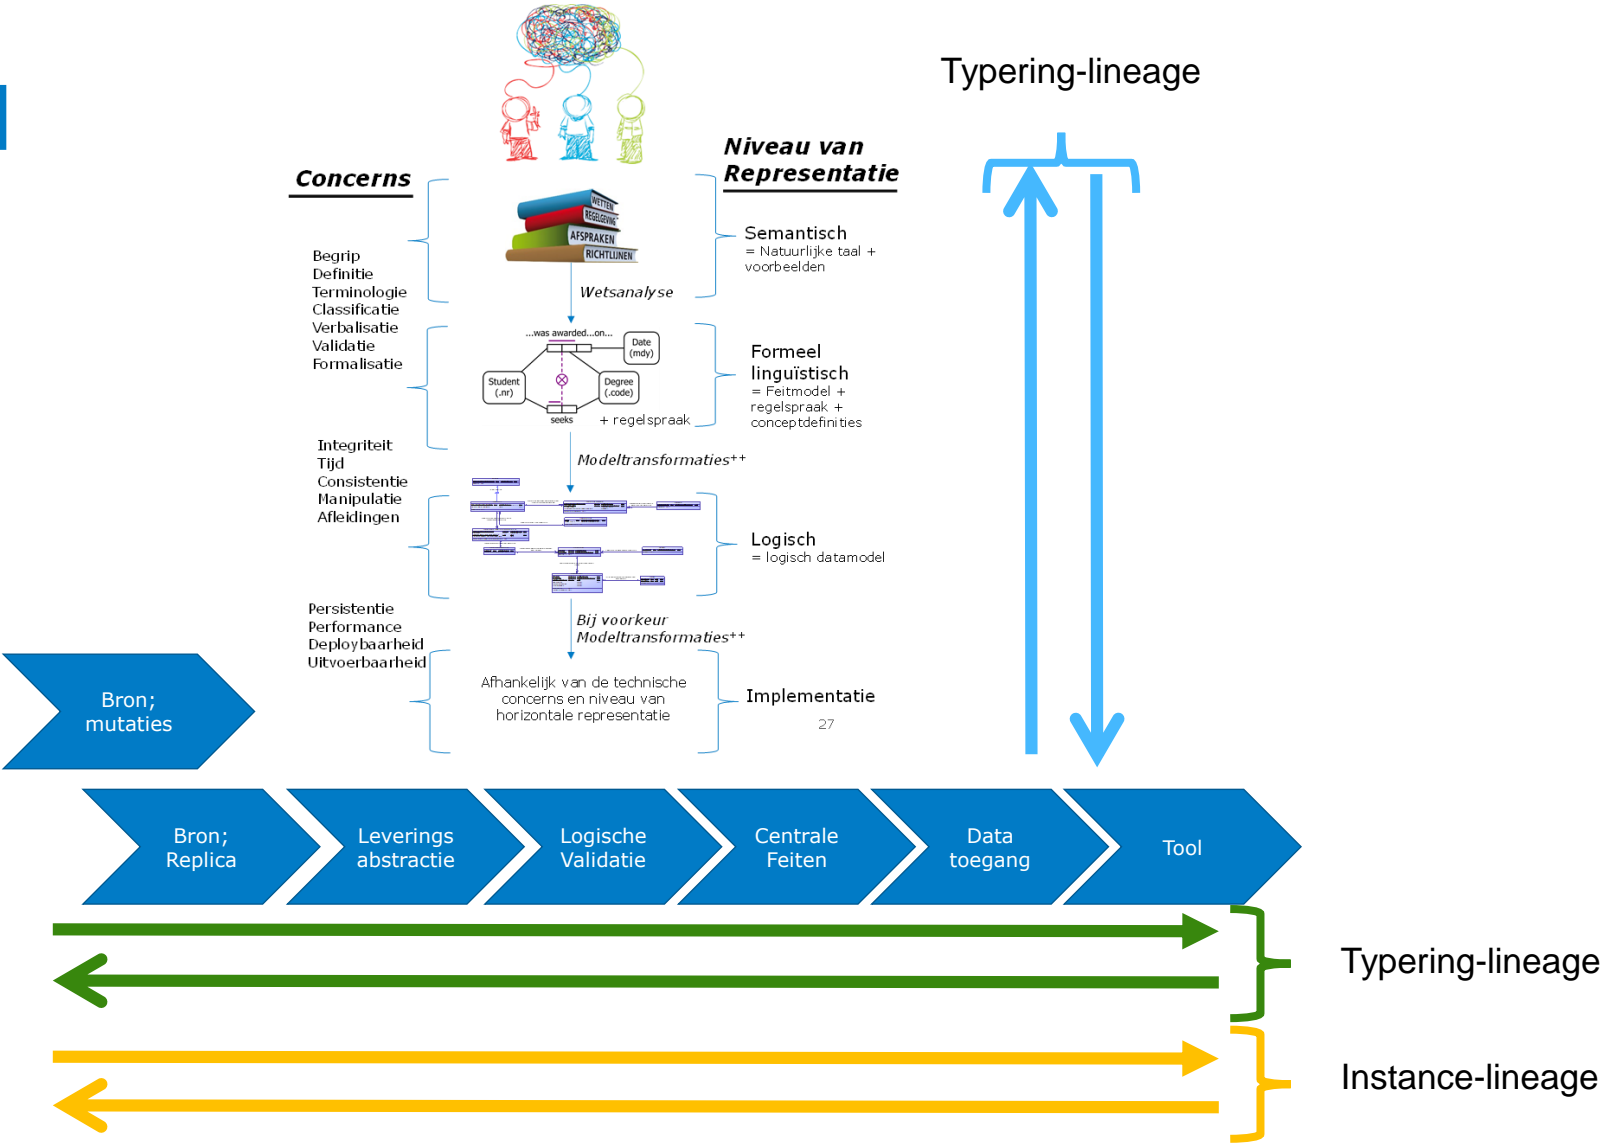 Typering-lineage
Niveau van
Representatie
Concerns
WETTEN
REGELGEVING
AFSPRAKEN
RICHTLIJNEN
Semantisch
= Natuurlijke taal +
voorbeelden
Begrip
Definitie
Terminologie
Classificatie
Verbalisatie
Validatie
Formalisatie
Wetsanalyse
...was awarded...on...
Date
(mdy)
Student
(.nr)
Degree
(.code)
seeks
+ regelspraak
Formeel
linguïstisch
= Feitmodel +
regelspraak +
conceptdefinities
Integriteit
Tijd
Consistentie
Manipulatie
Afleidingen
Modeltransformaties++
Logisch
= logisch datamodel
Persistentie
Performance
Deploybaarheid
Uitvoerbaarheid
Bij voorkeur
Modeltransformaties++
Afhankelijk van de technische
concerns en niveau van
horizontale representatie
Implementatie
27
Bron;
mutaties
Bron;
Replica
Leverings
abstractie
Logische
Validatie
Centrale
Feiten
Data
toegang
Tool
Typering-lineage
Instance-lineage